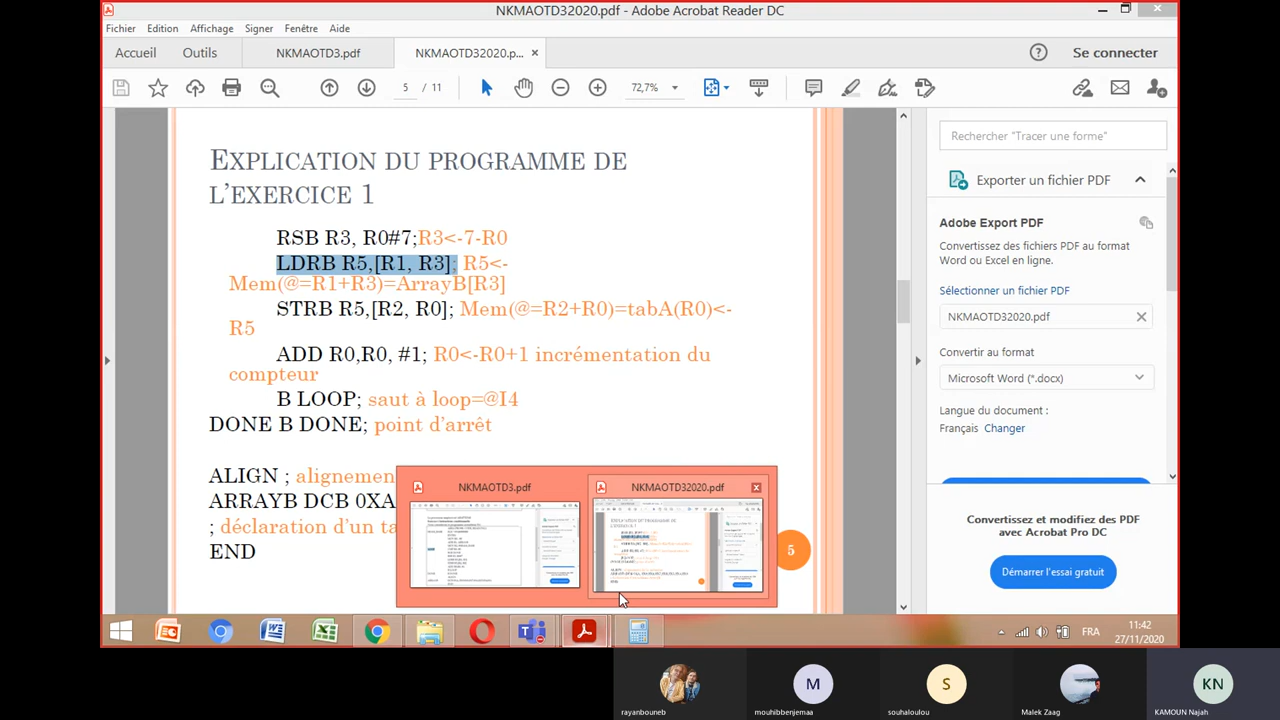 NKMAOTD32020.pdf - Adobe Acrobat Reader DC
Fichier Edition Affichage Signer Fenêtre Aide
Accueil Outils NKMAOTD3.pdf NKMAOTD32020.p... × ? Se connecter
5 / 11 72,7%
EXPLICATION DU PROGRAMME DE
L'EXERCICE 1
RSB R3, R0#7;R3<-7-R0
LDRB R5,[R1, R3]; R5<-
Mem(@=R1+R3)=ArrayB[R3]
STRB R5,[R2, R0]; Mem(@=R2+R0)=tabA(R0)<-
R5
ADD R0,R0, #1; R0<-R0+1 incrémentation du
compteur
B LOOP; saut à loop=@I4
DONE B DONE; point d'arrêt
ALIGN ; alignemen
ARRAYB DCB 0XA
; déclaration d'un ta
END
5
NKMAOTD3.pdf NKMAOTD32020.pdf
Rechercher "Tracer une forme"
Exporter un fichier PDF
Adobe Export PDF
Convertissez des fichiers PDF au format
Word ou Excel en ligne.
Sélectionner un fichier PDF
NKMAOTD32020.pdf ×
Convertir au format
Microsoft Word (*.docx)
Langue du document :
Français Changer
Convertissez et modifiez des PDF
avec Acrobat Pro DC
Démarrer l'essai gratuit
FRA
11:42
27/11/2020
M S KN
rayanbouneb mouhibbenjemaa souhaloulou Malek Zaag KAMOUN Najah